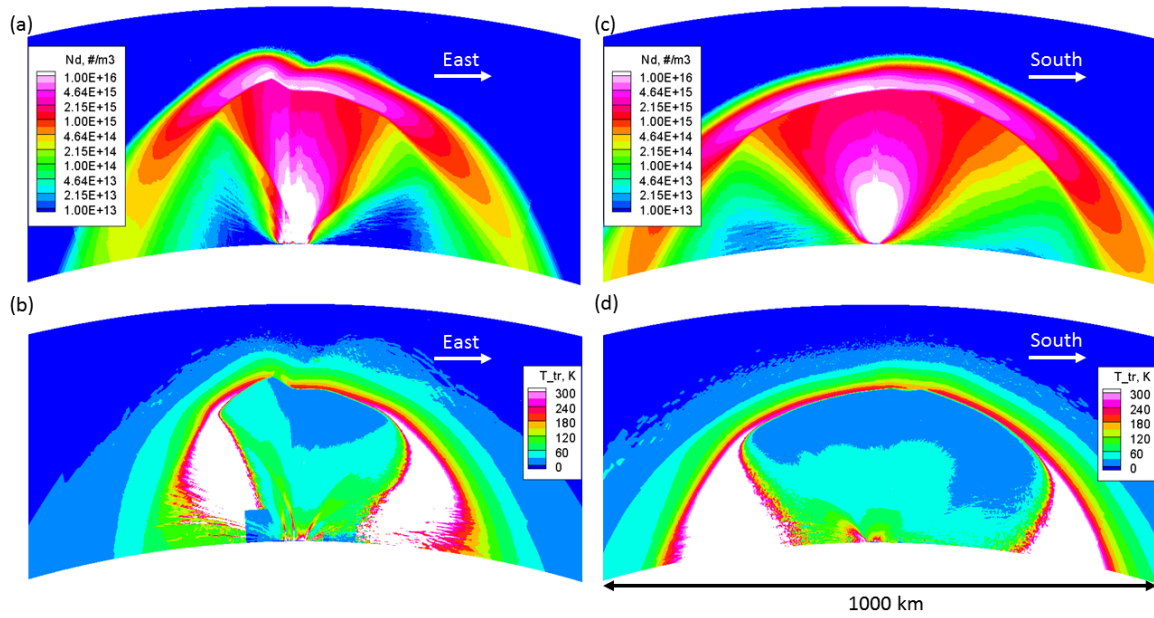 (a)
East
Nd, #/m3
1.00E+16
4.64E+15
2.15E+15
1.00E+15
4.64E+14
2.15E+14
1.00E+14
4.64E+13
2.15E+13
1.00E+13
(c)
South
Nd, #/m3
1.00E+16
4.64E+15
2.15E+15
1.00E+15
4.64E+14
2.15E+14
1.00E+14
4.64E+13
2.15E+13
1.00E+13
(b)
East
T_tr, K
300
240
180
120
60
0
(d)
South
T_tr, K
300
240
180
120
60
0
1000 km